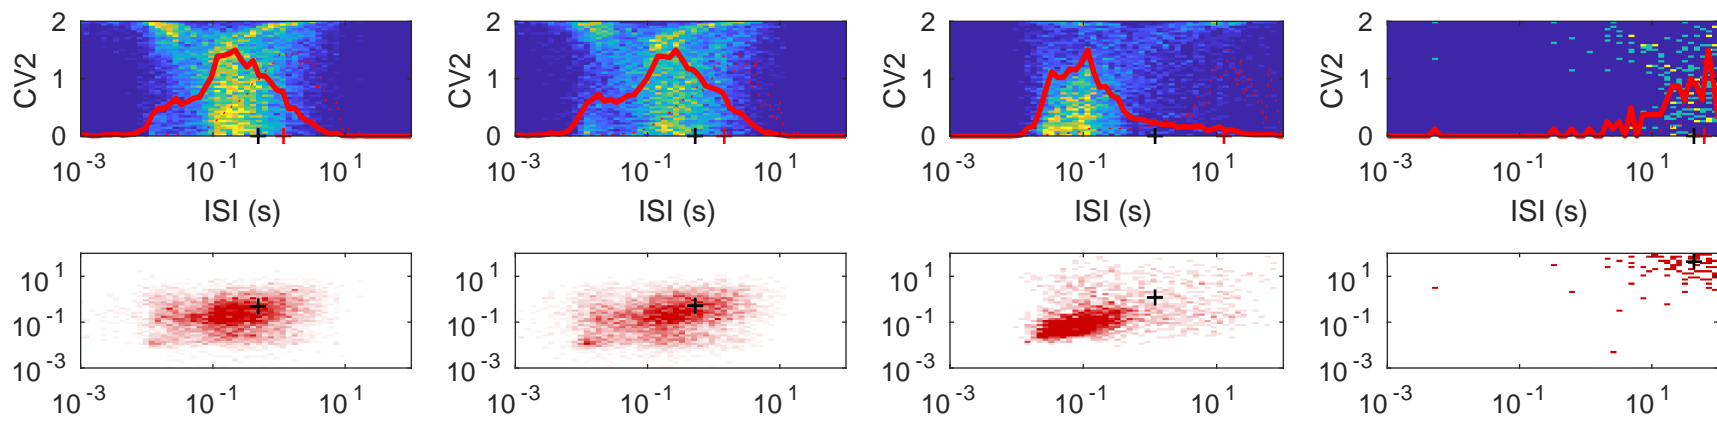 2 2 2 2
CV2 1 CV2 1 CV2 1 CV2 1
0 0 0 0
10^-3 10^-1 10^1 10^-3 10^-1 10^1 10^-3 10^-1 10^1 10^-3 10^-1 10^1
ISI (s) ISI (s) ISI (s) ISI (s)
10^1 10^1 10^1 10^1
10^-1 10^-1 10^-1 10^-1
10^-3 10^-3 10^-3 10^-3
10^-3 10^-1 10^1 10^-3 10^-1 10^1 10^-3 10^-1 10^1 10^-3 10^-1 10^1